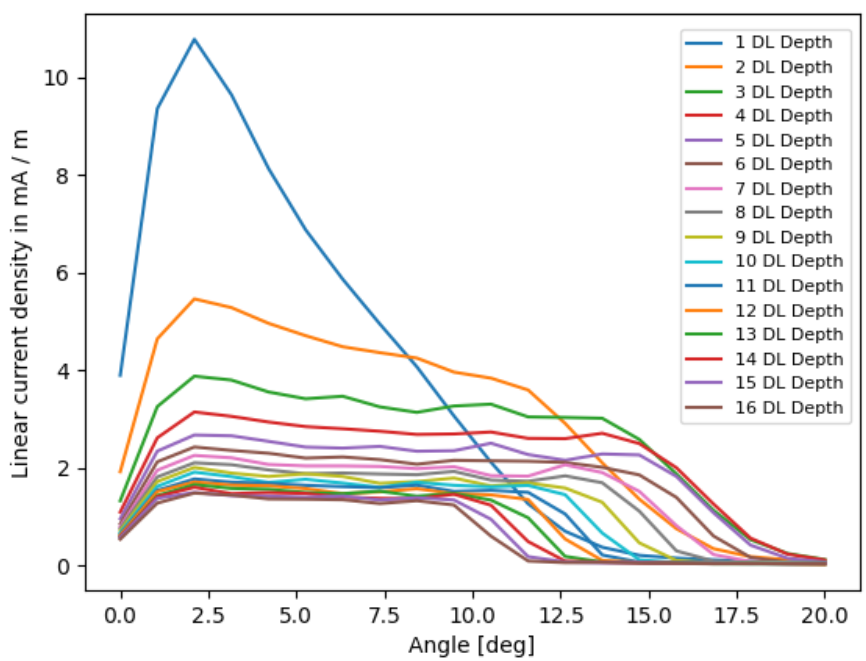 10
8
6
4
2
0
Linear current density in mA / m
1 DL Depth
2 DL Depth
3 DL Depth
4 DL Depth
5 DL Depth
6 DL Depth
7 DL Depth
8 DL Depth
9 DL Depth
10 DL Depth
11 DL Depth
12 DL Depth
13 DL Depth
14 DL Depth
15 DL Depth
16 DL Depth
0.0 2.5 5.0 7.5 10.0 12.5 15.0 17.5 20.0
Angle [deg]